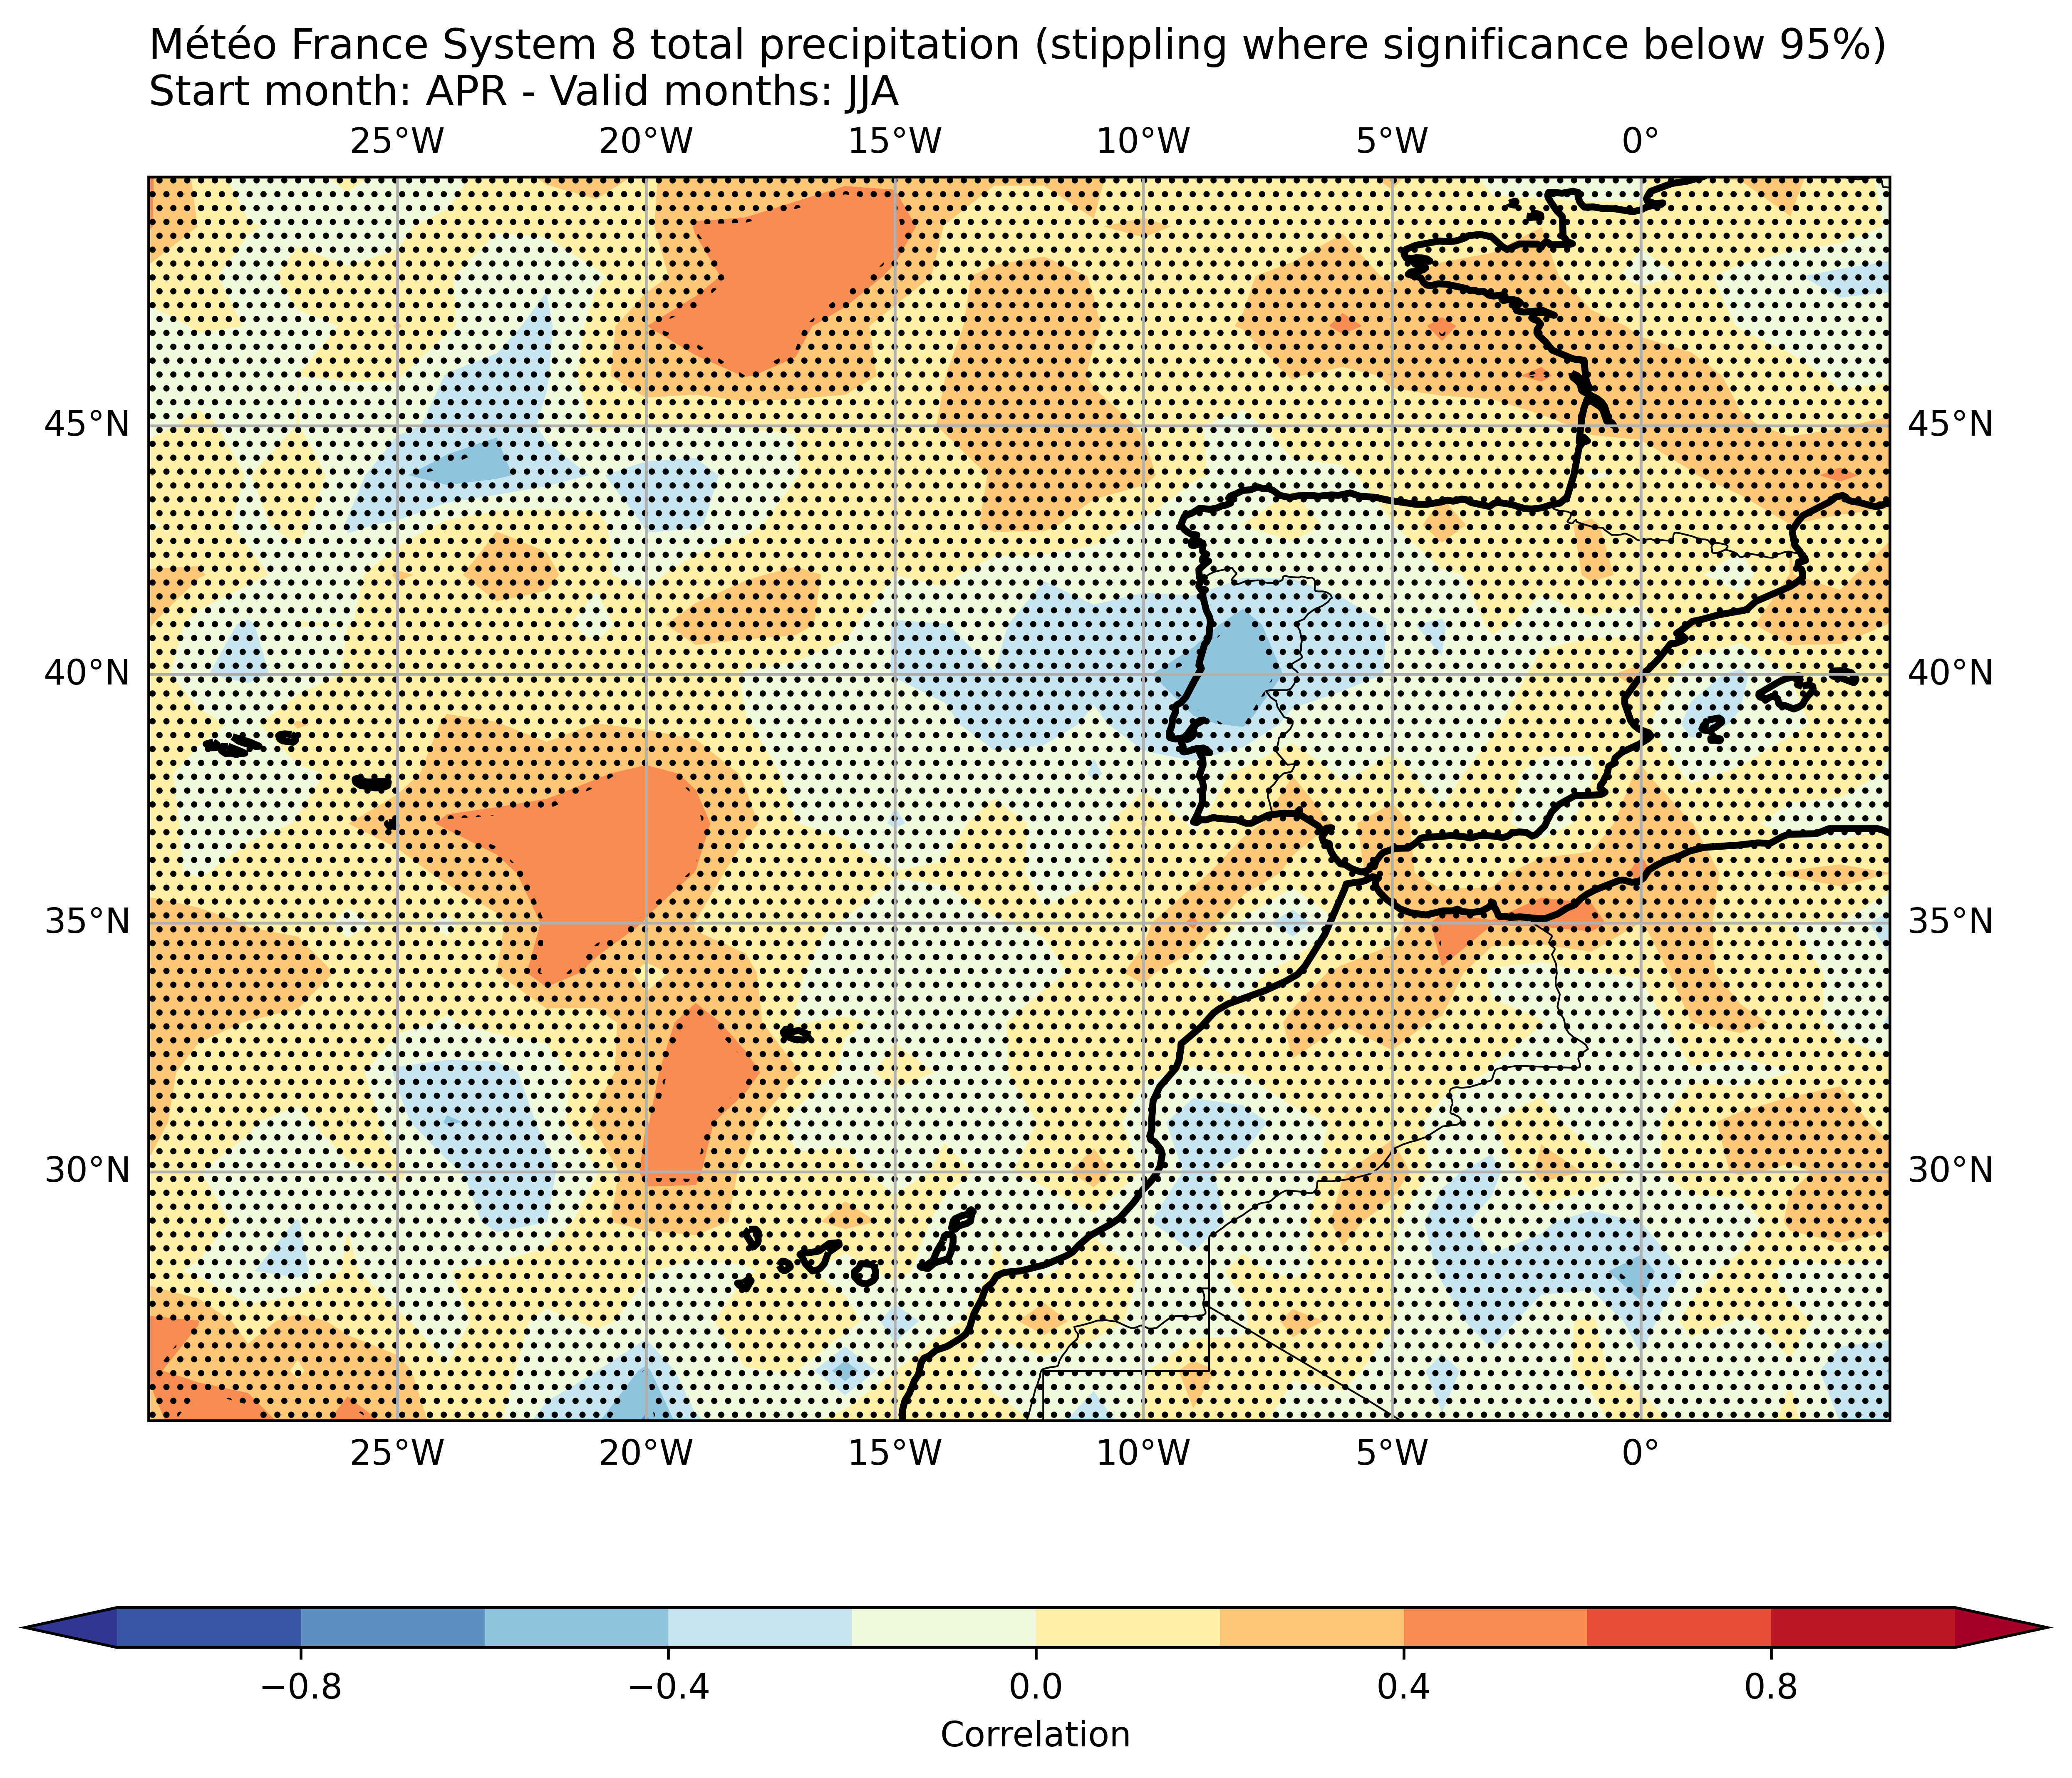 Météo France System 8 total precipitation (stippling where significance below 95%)
Start month: APR - Valid months: JJA
25°W 20°W 15°W 10°W 5°W 0°
45°N 45°N
40°N 40°N
35°N 35°N
30°N 30°N
25°W 20°W 15°W 10°W 5°W 0°
−0.8 −0.4 0.0 0.4 0.8
Correlation